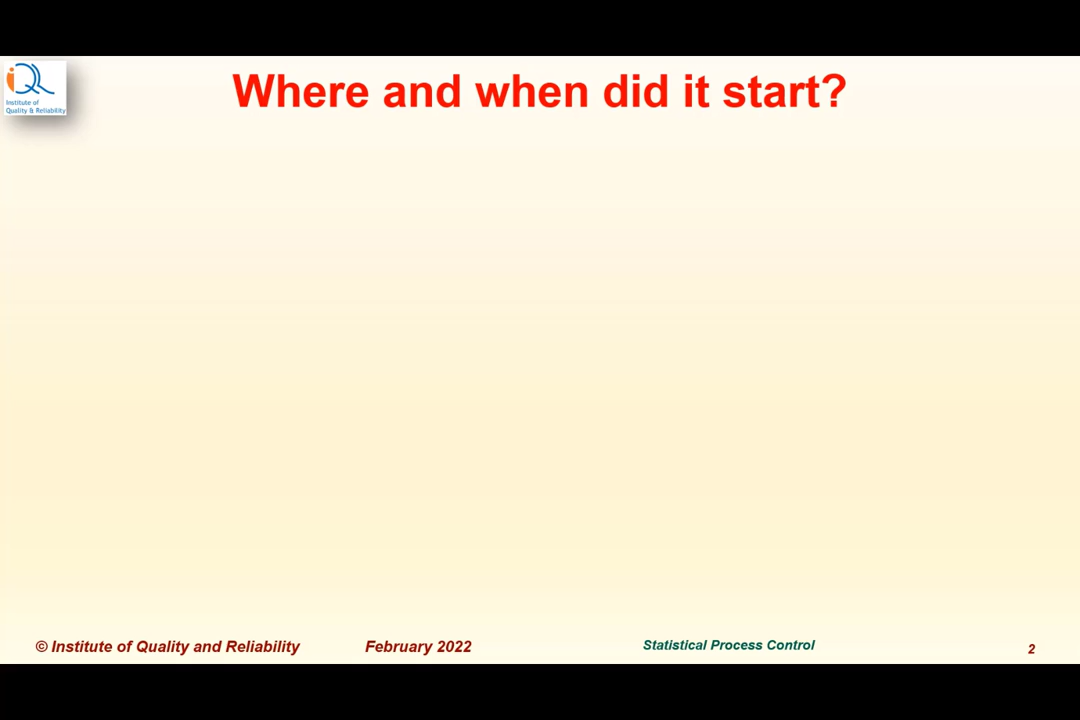 iQR
Institute of
Quality & Reliability
Where and when did it start?
© Institute of Quality and Reliability February 2022 Statistical Process Control 2